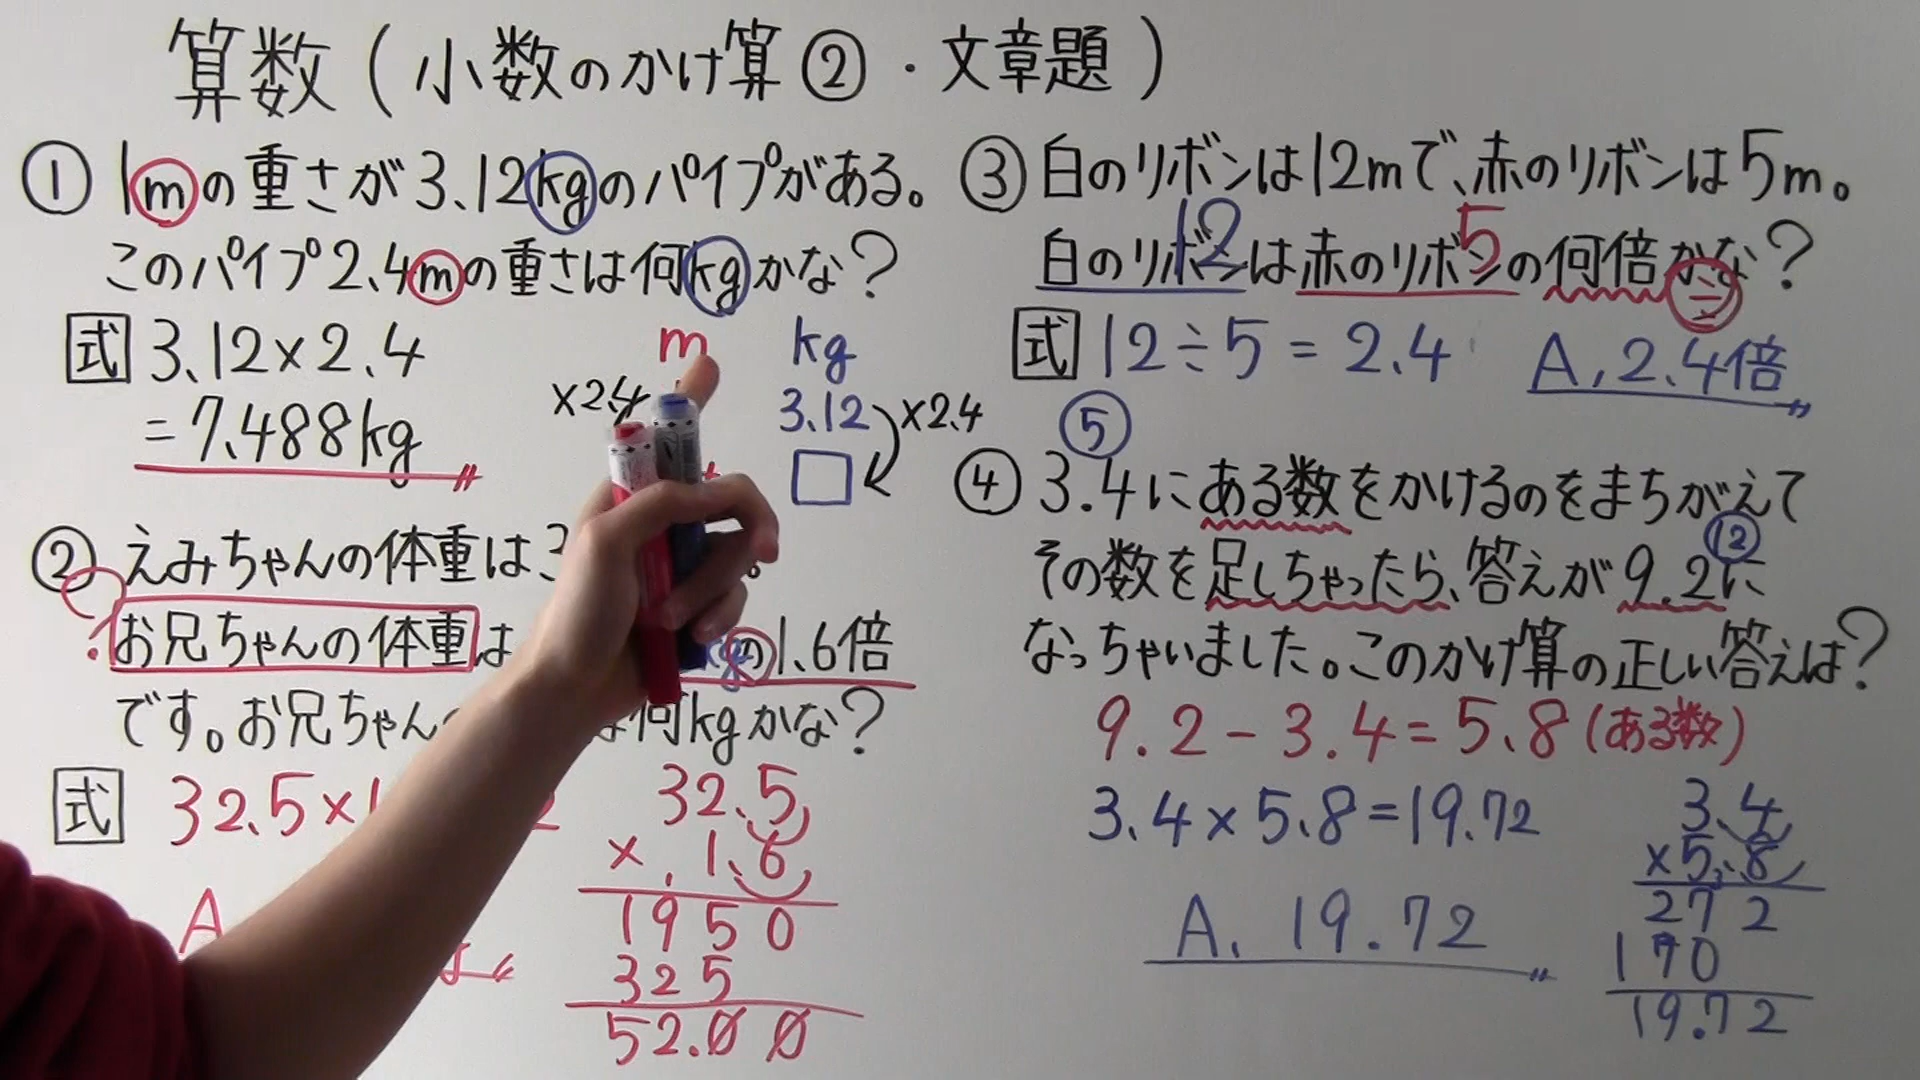 算数(小数のかけ算②・文章題)
① 1mの重さが3.12kgのパイプがある。
このパイプ2.4mの重さは何kgかな?
式 3.12×2.4
=7.488kg
m kg
×2.4 3.12 ×2.4
② えみちゃんの体重は3
?お兄ちゃんの体重は kgの1.6倍
です。お兄ちゃん 何kgかな?
式 32.5×1 2
A
32.5
×1.6
1950
325
52.00
③ 白のリボンは12mで、赤のリボンは5m。
12 5
白のリボンは赤のリボンの何倍かな?
÷
式 12÷5=2.4 A.2.4倍
⑤
④ 3.4にある数をかけるのをまちがえて
⑫
その数を足しちゃったら、答えが9.2に
なっちゃいました。このかけ算の正しい答えは?
9.2-3.4=5.8(ある数)
3.4×5.8=19.72
A. 19.72
3.4
×5.8
272
170
19.72